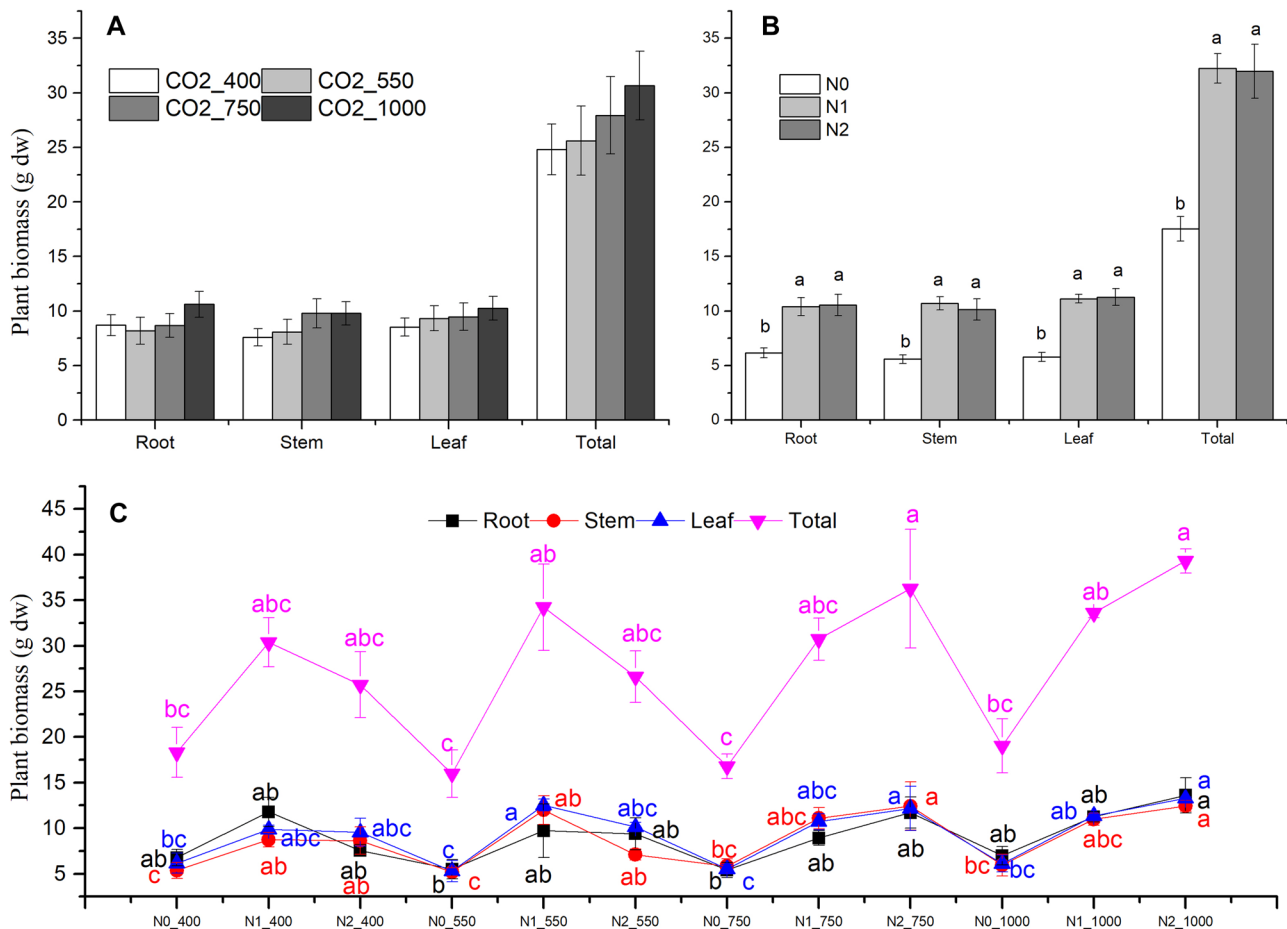 A
CO2_400 CO2_550
CO2_750 CO2_1000
Plant biomass (g dw)
35
30
25
20
15
10
5
0
Root Stem Leaf Total
B
N0
N1
N2
35
30
25
20
15
10
5
0
b a a b a a b a a b a a
Root Stem Leaf Total
C
Root Stem Leaf Total
Plant biomass (g dw)
45
40
35
30
25
20
15
10
5
bc abc abc c ab abc c abc a bc ab a
ab bc c
ab abc ab
abc ab ab
c b c
a ab ab
abc ab ab
bc b c
abc abc ab
a a ab
ab bc bc
ab ab abc
a a a
N0_400 N1_400 N2_400 N0_550 N1_550 N2_550 N0_750 N1_750 N2_750 N0_1000 N1_1000 N2_1000